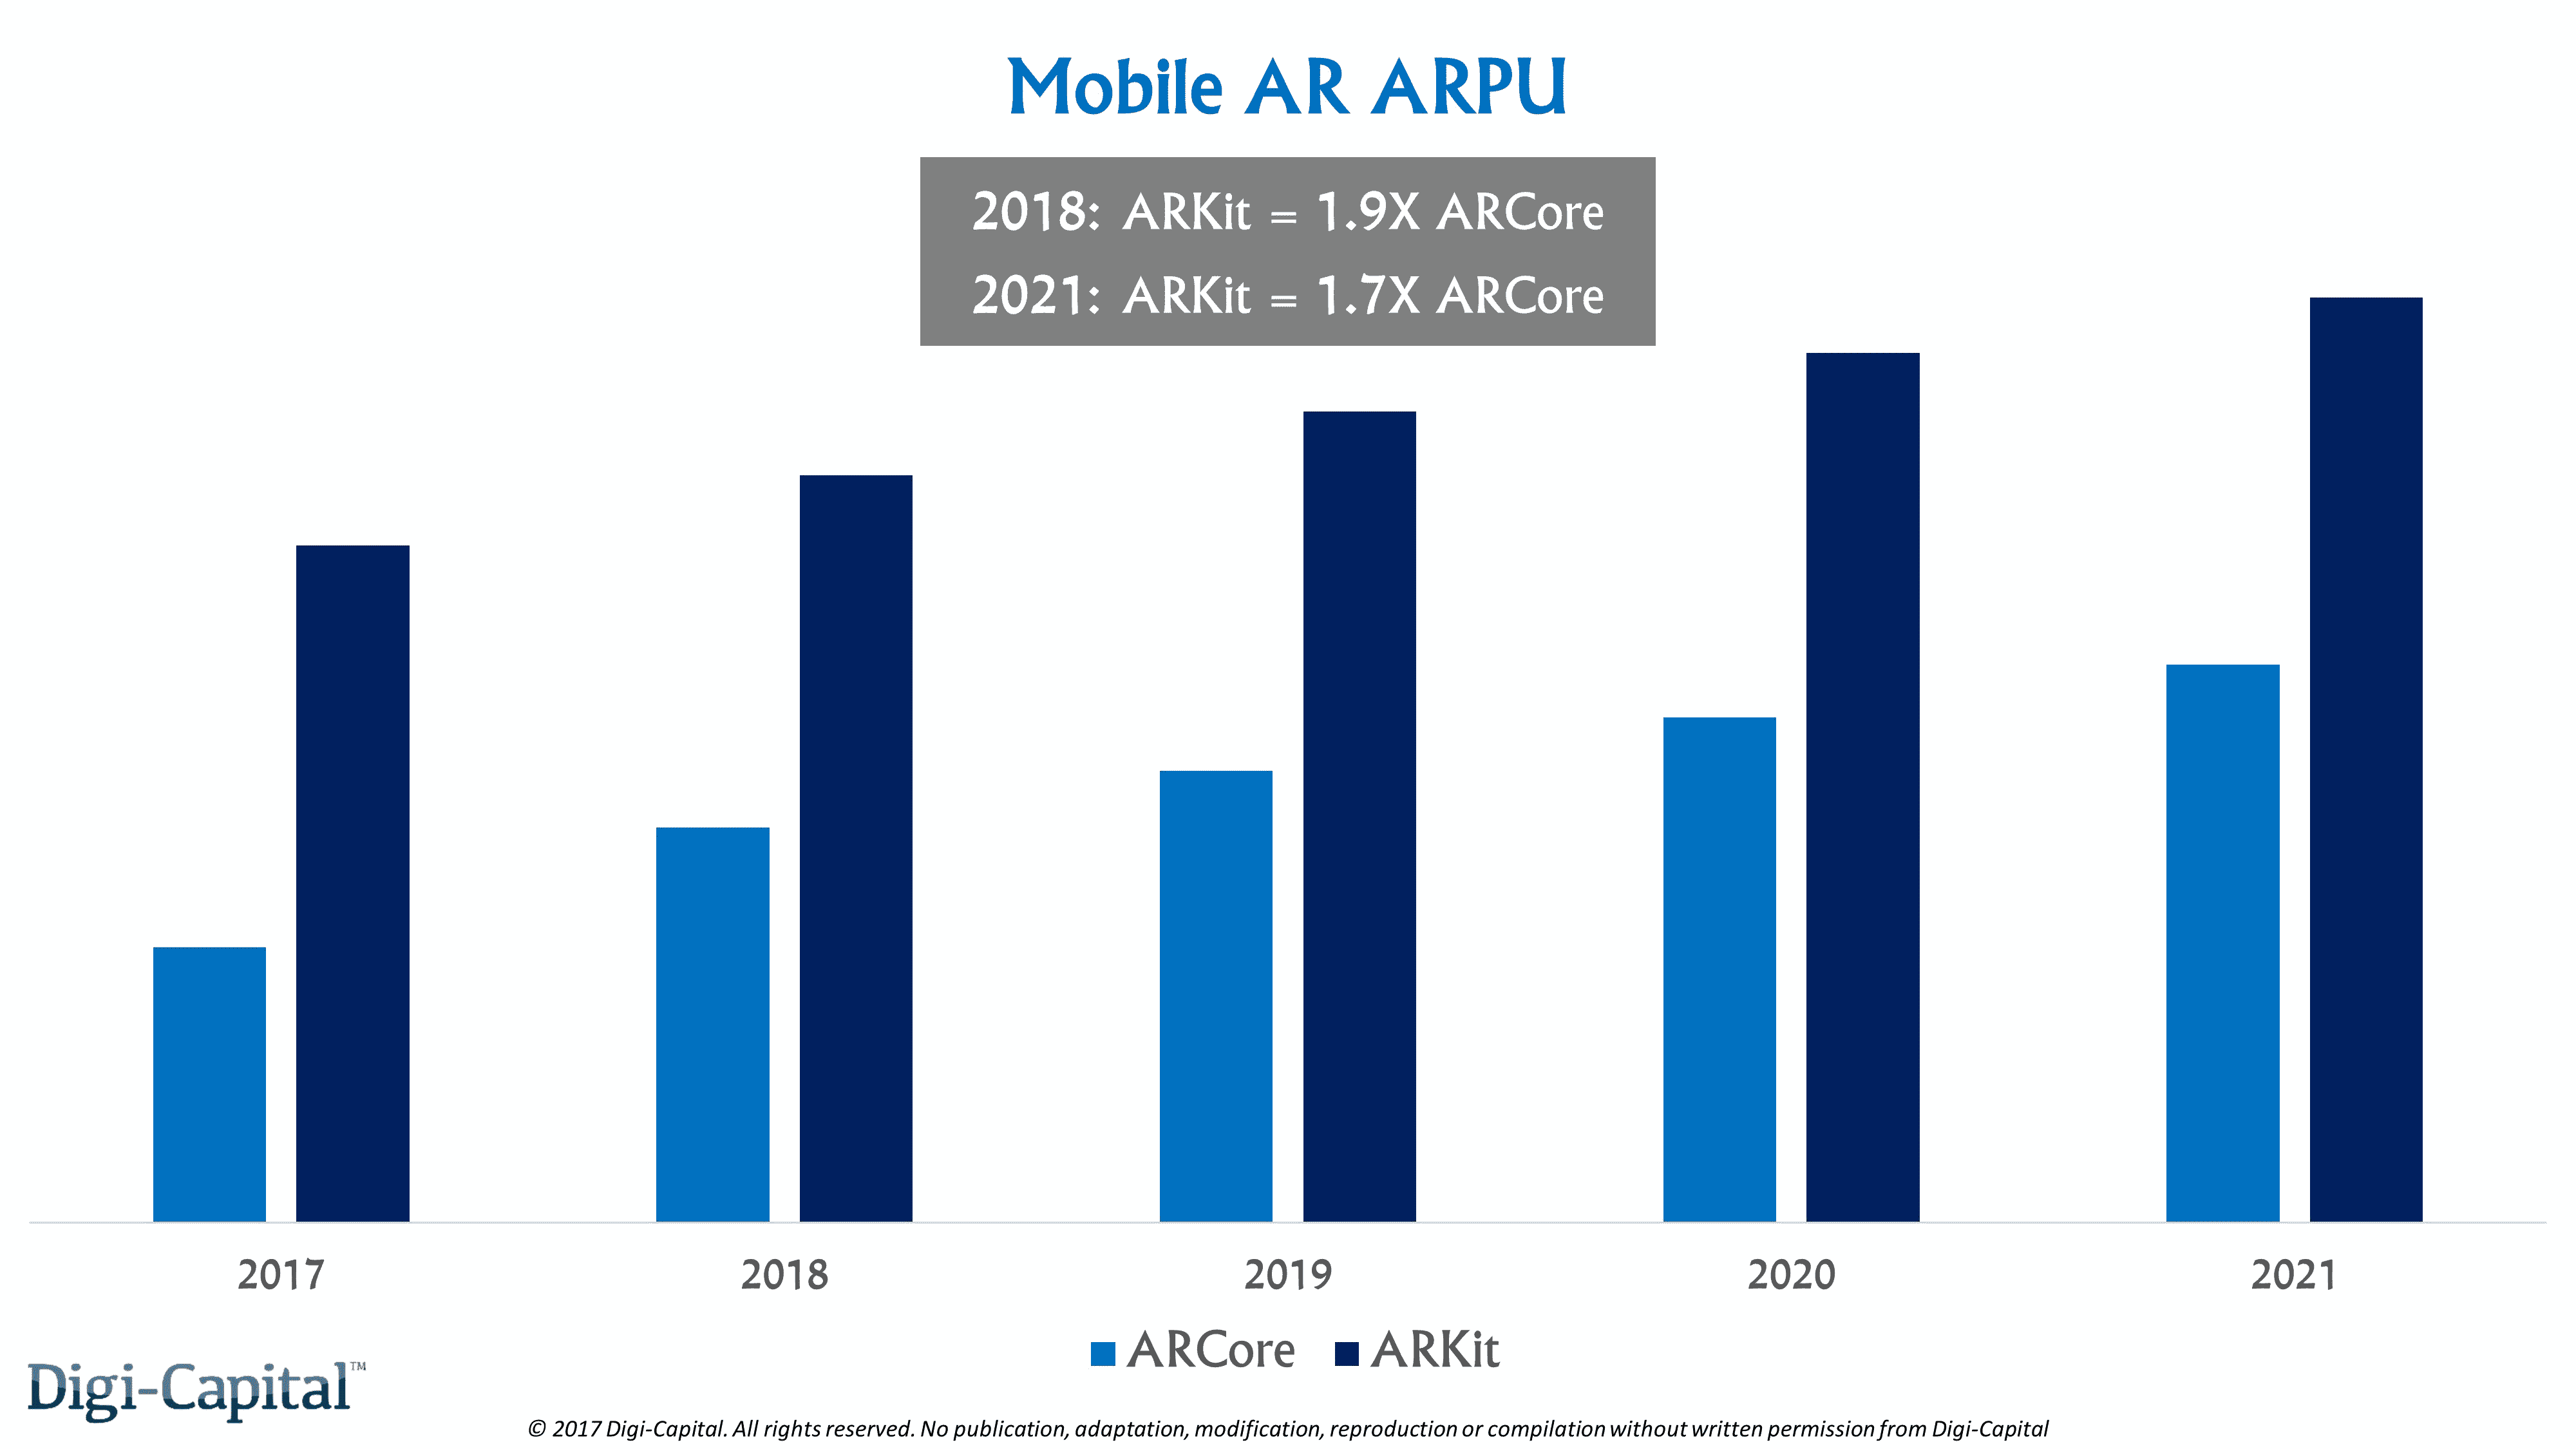 Mobile AR ARPU
2018: ARKit = 1.9X ARCore
2021: ARKit = 1.7X ARCore
2017 2018 2019 2020 2021
ARCore ARKit
Digi-Capital™
© 2017 Digi-Capital. All rights reserved. No publication, adaptation, modification, reproduction or compilation without written permission from Digi-Capital